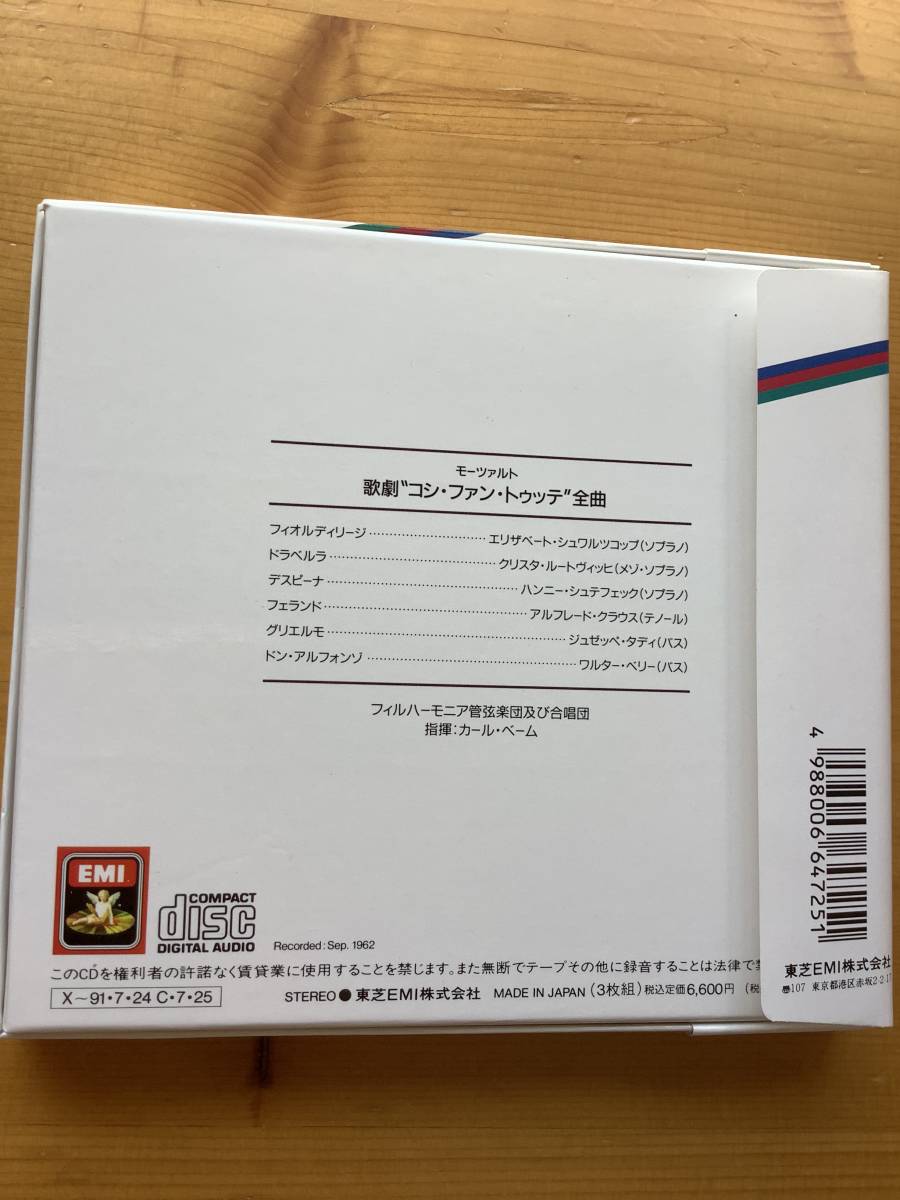 モーツァルト
歌劇“コシ・ファン・トゥッテ”全曲
フィオルディリージ………………………エリザベート・シュワルツコップ(ソプラノ)
ドラベルラ………………………クリスタ・ルートヴィッヒ(メゾ・ソプラノ)
デスピーナ………………………ハンニー・シュテフェック(ソプラノ)
フェランド………………………アルフレード・クラウス(テノール)
グリエルモ………………………ジュゼッペ・タディ(バス)
ドン・アルフォンゾ………………………ワルター・ベリー(バス)
フィルハーモニア管弦楽団及び合唱団
指揮:カール・ベーム
4 988006 647251
EMI
COMPACT
disc
DIGITAL AUDIO
Recorded: Sep. 1962
このCDを権利者の許諾なく賃貸業に使用することを禁じます。また無断でテープその他に録音することは法律で
X~91・7・24 C・7・25
STEREO ● 東芝EMI株式会社 MADE IN JAPAN (3枚組) 税込定価6,600円 (税
東芝EMI株式会社
〠107 東京都港区赤坂2-2-17